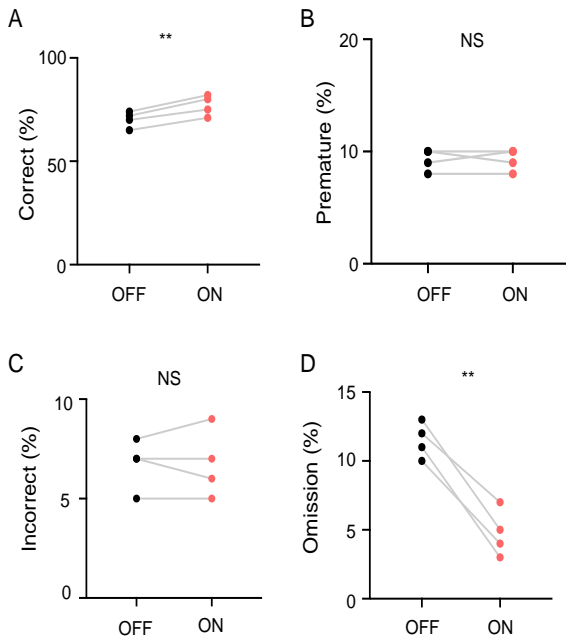 A
**
Correct (%)
100
50
0
OFF ON
B
NS
Premature (%)
20
10
0
OFF ON
C
NS
Incorrect (%)
10
5
0
OFF ON
D
**
Omission (%)
15
10
5
0
OFF ON